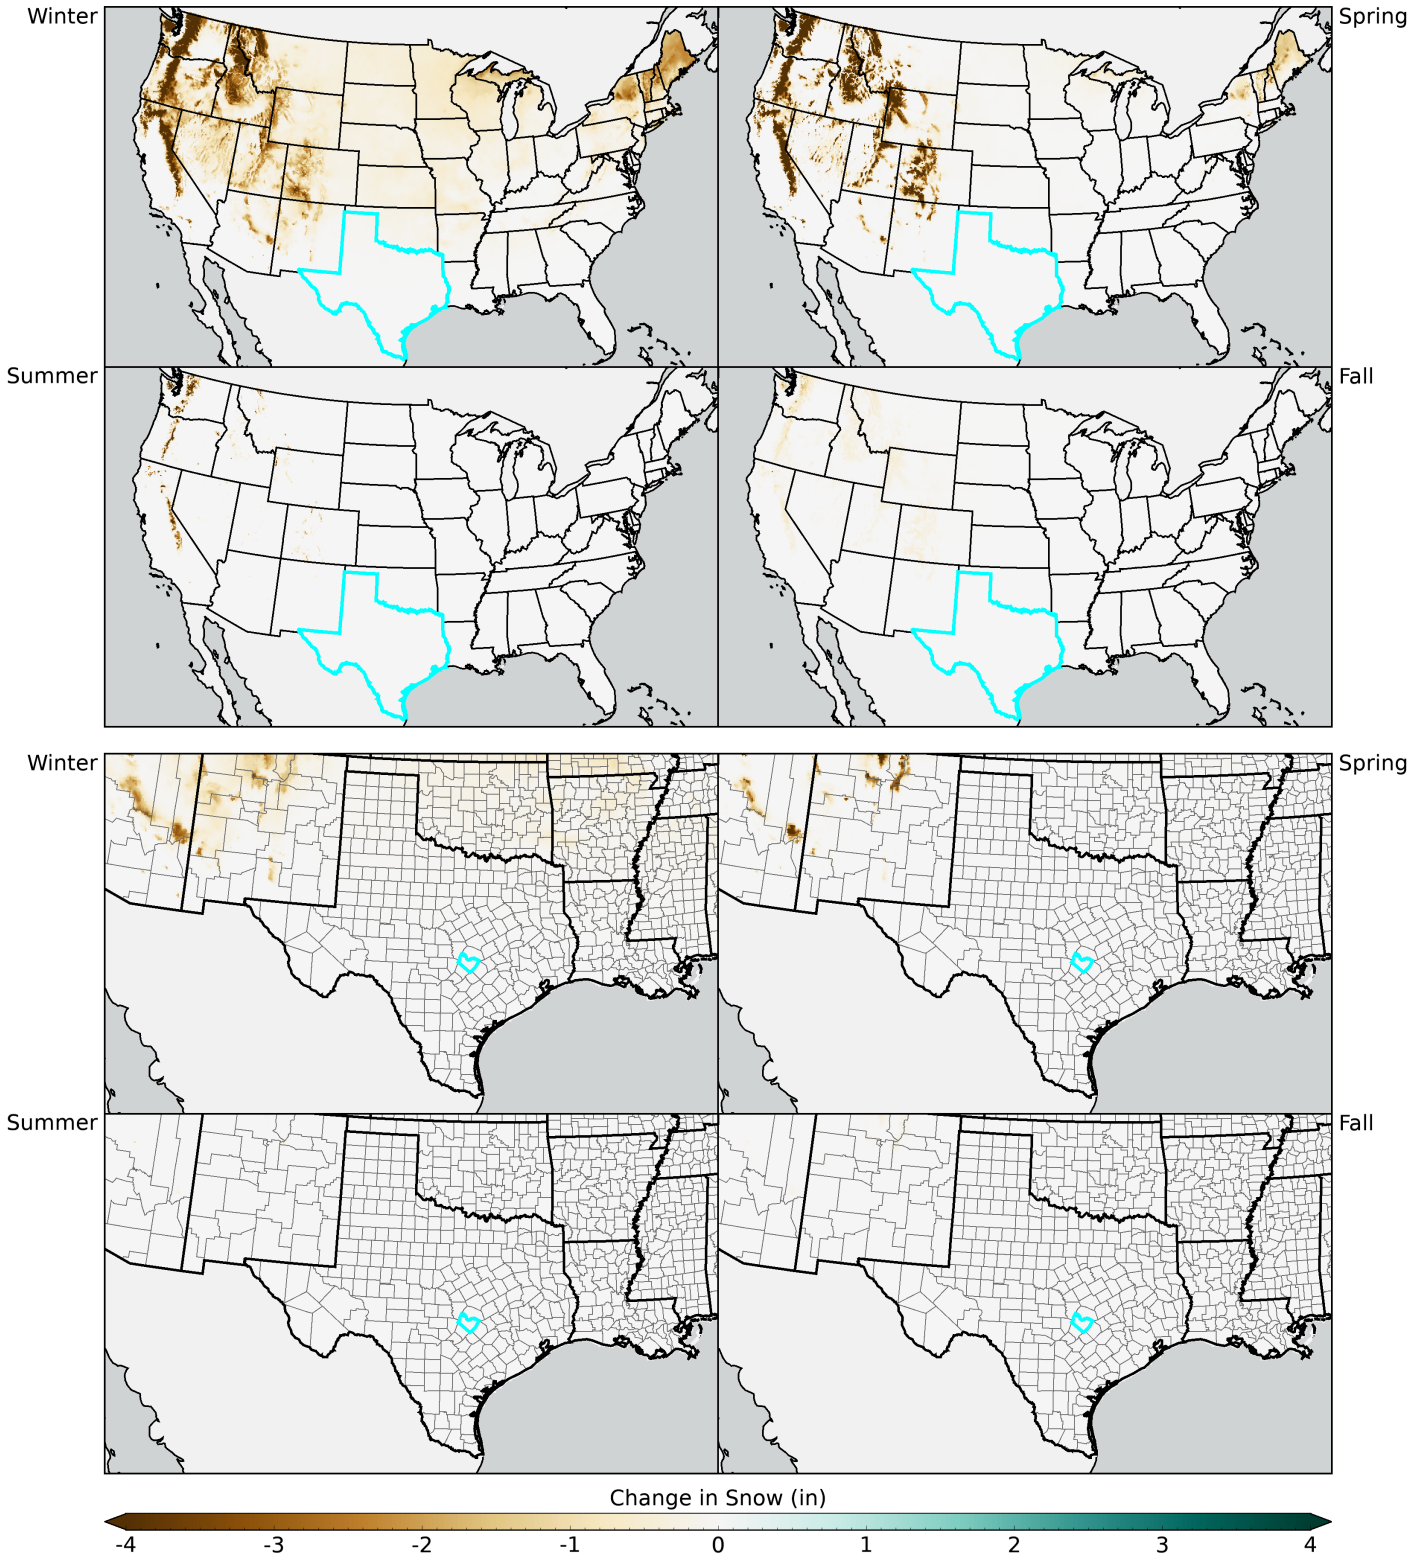 Winter
Spring
Summer
Fall
Winter
Spring
Summer
Fall
Change in Snow (in)
-4 -3 -2 -1 0 1 2 3 4